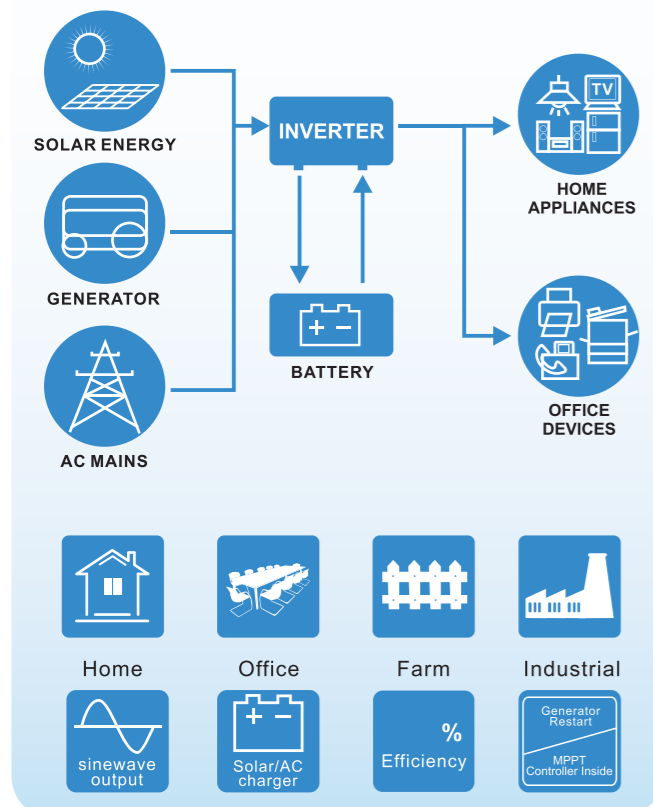 SOLAR ENERGY
INVERTER
TV
HOME
APPLIANCES
GENERATOR
+ −
BATTERY
AC MAINS
OFFICE
DEVICES
Home
Office
Farm
Industrial
sinewave
output
+ −
Solar/AC
charger
%
Efficiency
Generator
Restart
MPPT
Controller Inside